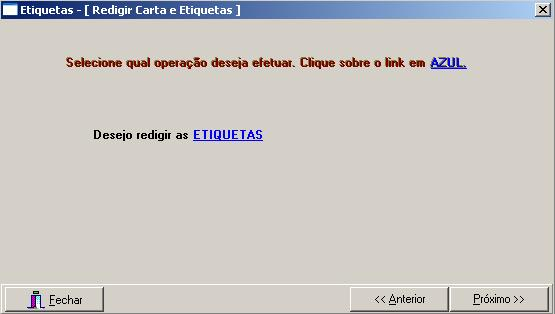 Etiquetas - [ Redigir Carta e Etiquetas ]
Selecione qual operação deseja efetuar. Clique sobre o link em AZUL.
Desejo redigir as ETIQUETAS
Fechar
<< Anterior
Próximo >>